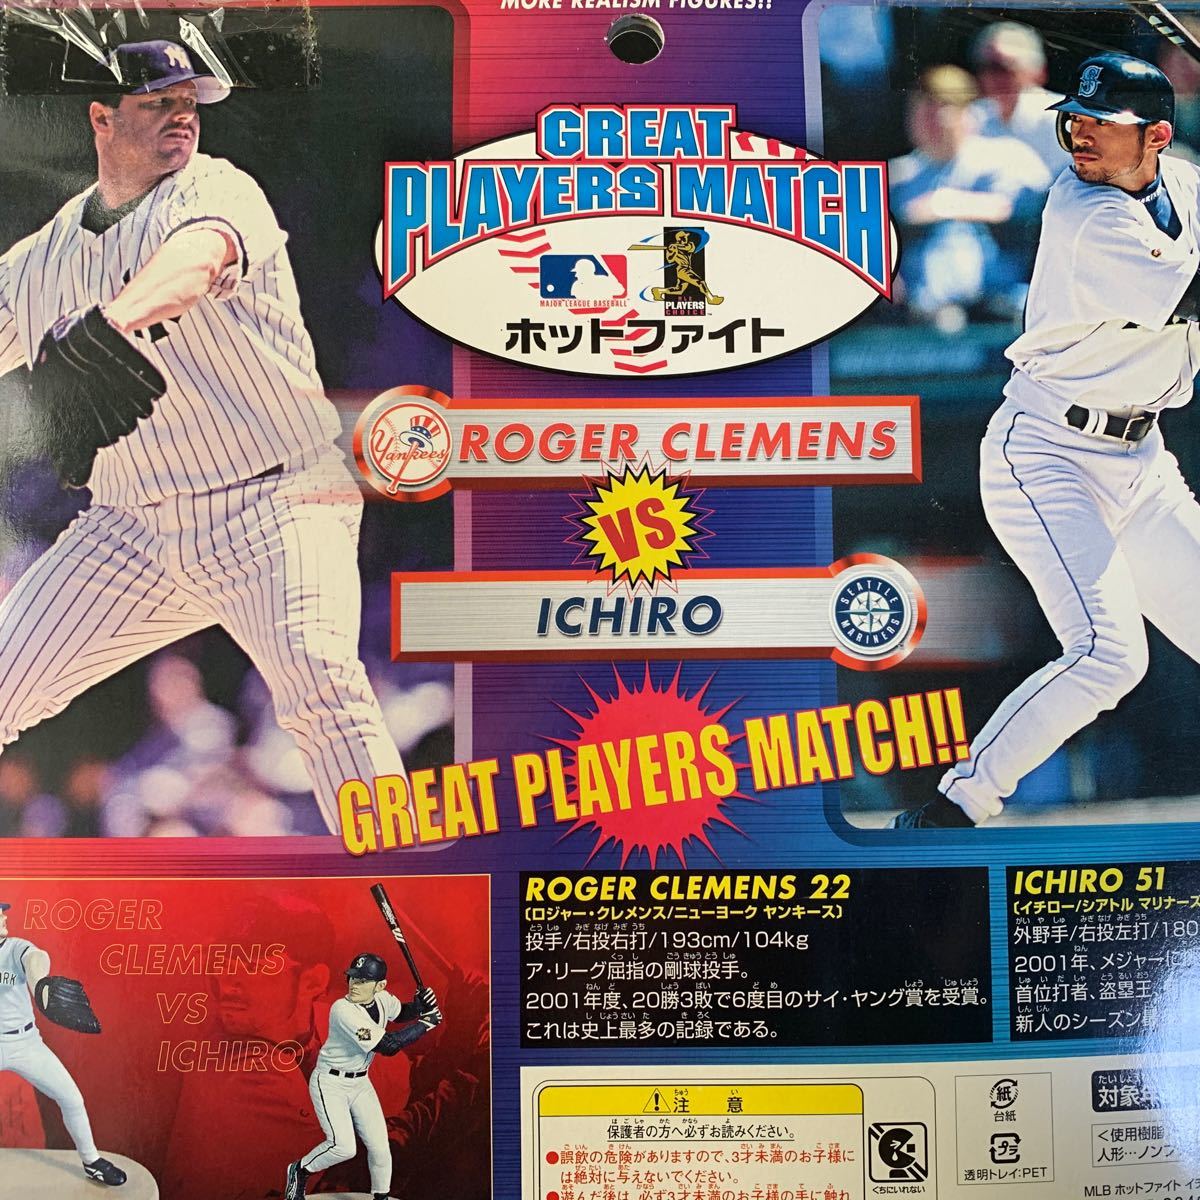 MORE REALISM FIGURES!!
GREAT
PLAYERS MATCH
MAJOR LEAGUE BASEBALL
PLAYERS
CHOICE
ホットファイト
Yankees
ROGER CLEMENS
VS
ICHIRO
SEATTLE
MARINERS
GREAT PLAYERS MATCH!!
ROGER
CLEMENS
VS
ICHIRO
ROGER CLEMENS 22
(ロジャー・クレメンス/ニューヨーク ヤンキース)
投手/右投右打/193cm/104kg
ア・リーグ屈指の剛球投手。
2001年度、20勝3敗で6度目のサイ・ヤング賞を受賞。
これは史上最多の記録である。
ICHIRO 51
(イチロー/シアトル マリナーズ
外野手/右投左打/180
2001年、メジャーに
首位打者、盗塁王
新人のシーズン最
注 意
保護者の方へ必ずお読みください。
●誤飲の危険がありますので、3才未満のお子様に
は絶対に与えないでください。
●遊んだ後は、必ず3才未満のお子様の手に触れ
くちにいれない
紙
台紙
プラ
透明トレイ:PET
対象年
<使用樹脂
人形…ノンフ
MLB ホットファイト イ